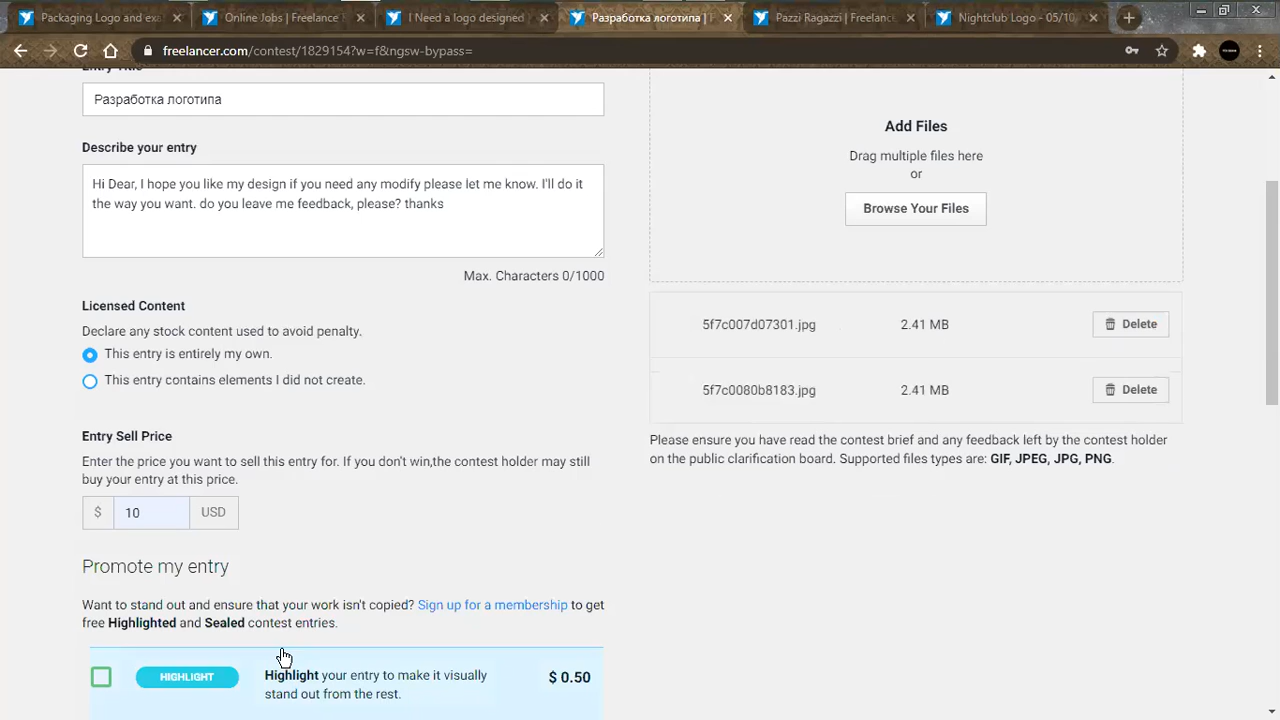 Packaging Logo and exa
Online Jobs | Freelance
I Need a logo designed
Разработка логотипа |
Pazzi Ragazzi | Freelanc
Nightclub Logo - 05/10
freelancer.com/contest/1829154?w=f&ngsw-bypass=
Entry Title
Разработка логотипа
Describe your entry
Hi Dear, I hope you like my design if you need any modify please let me know. I'll do it
the way you want. do you leave me feedback, please? thanks
Max. Characters 0/1000
Licensed Content
Declare any stock content used to avoid penalty.
This entry is entirely my own.
This entry contains elements I did not create.
Entry Sell Price
Enter the price you want to sell this entry for. If you don't win,the contest holder may still
buy your entry at this price.
$ 10 USD
Promote my entry
Want to stand out and ensure that your work isn't copied? Sign up for a membership to get
free Highlighted and Sealed contest entries.
HIGHLIGHT
Highlight your entry to make it visually
stand out from the rest.
$ 0.50
Add Files
Drag multiple files here
or
Browse Your Files
5f7c007d07301.jpg 2.41 MB Delete
5f7c0080b8183.jpg 2.41 MB Delete
Please ensure you have read the contest brief and any feedback left by the contest holder
on the public clarification board. Supported files types are: GIF, JPEG, JPG, PNG.